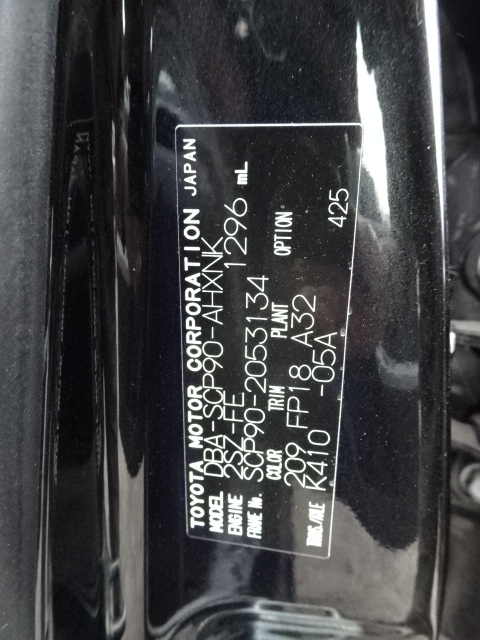 TOYOTA MOTOR CORPORATION JAPAN
MODEL DBA-SCP90-AHXNK
ENGINE 2SZ-FE 1296 mL
FRAME No. SCP90-2053134
COLOR TRIM PLANT OPTION
209 FP18 A32 425
TRNS./AXLE K410 -05A